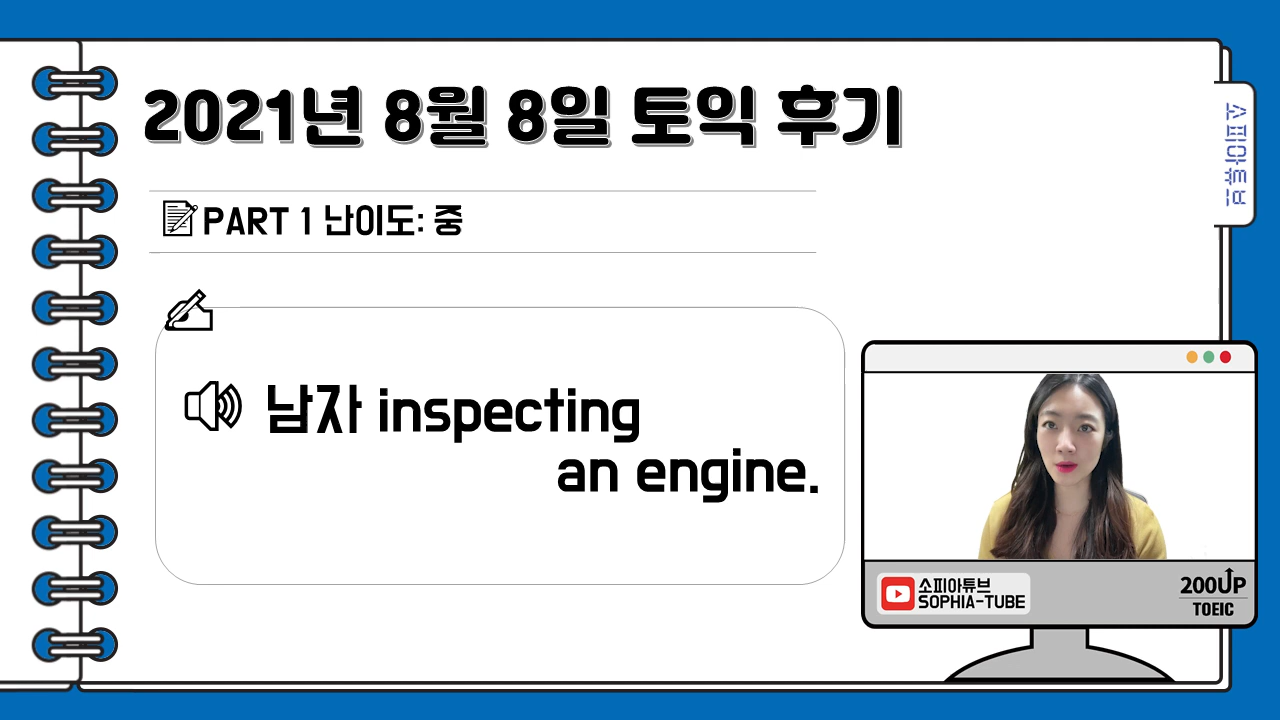 2021년 8월 8일 토익 후기
소피아튜브
PART 1 난이도: 중
남자 inspecting
an engine.
소피아튜브
SOPHIA-TUBE
200UP
TOEIC